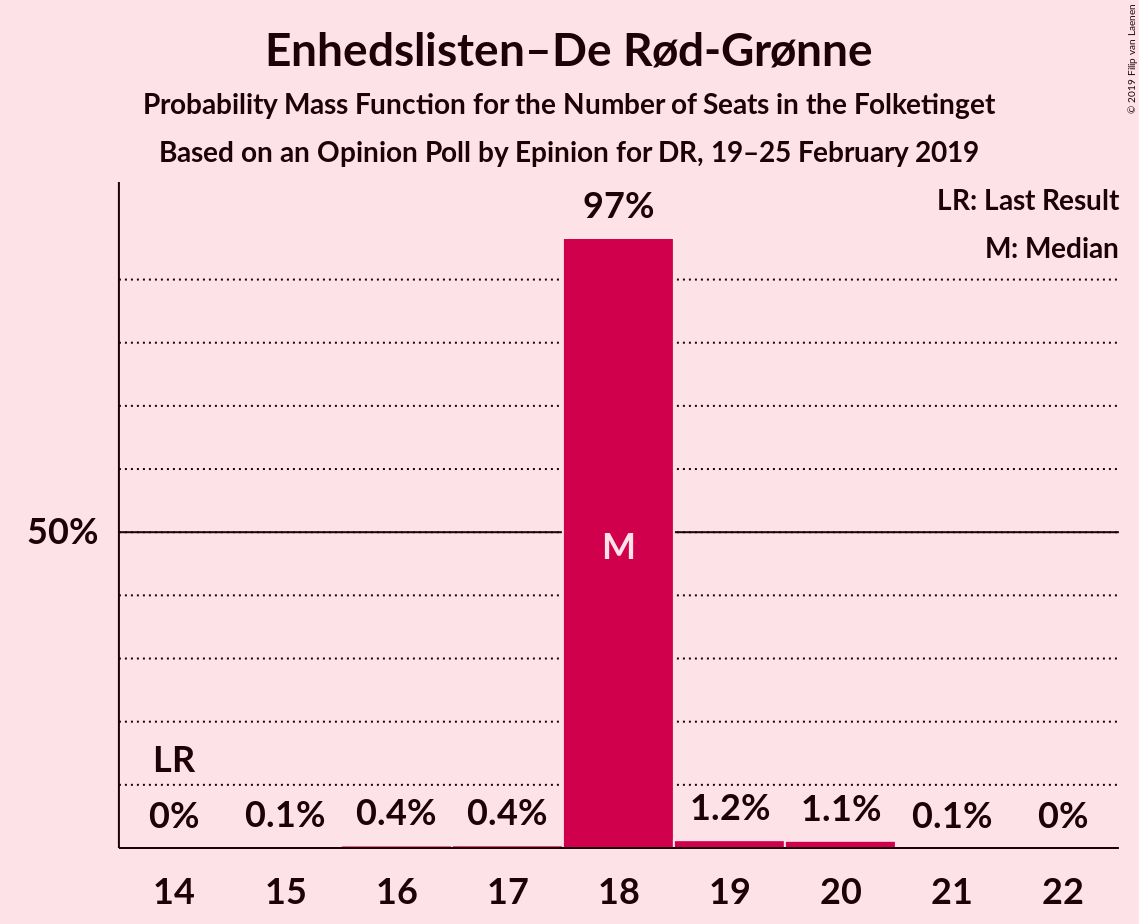 Enhedslisten–De Rød-Grønne
Probability Mass Function for the Number of Seats in the Folketinget
Based on an Opinion Poll by Epinion for DR, 19–25 February 2019
© 2019 Filip van Laenen
LR: Last Result
M: Median
97%
50%
M
LR
0% 0.1% 0.4% 0.4% 1.2% 1.1% 0.1% 0%
14 15 16 17 18 19 20 21 22